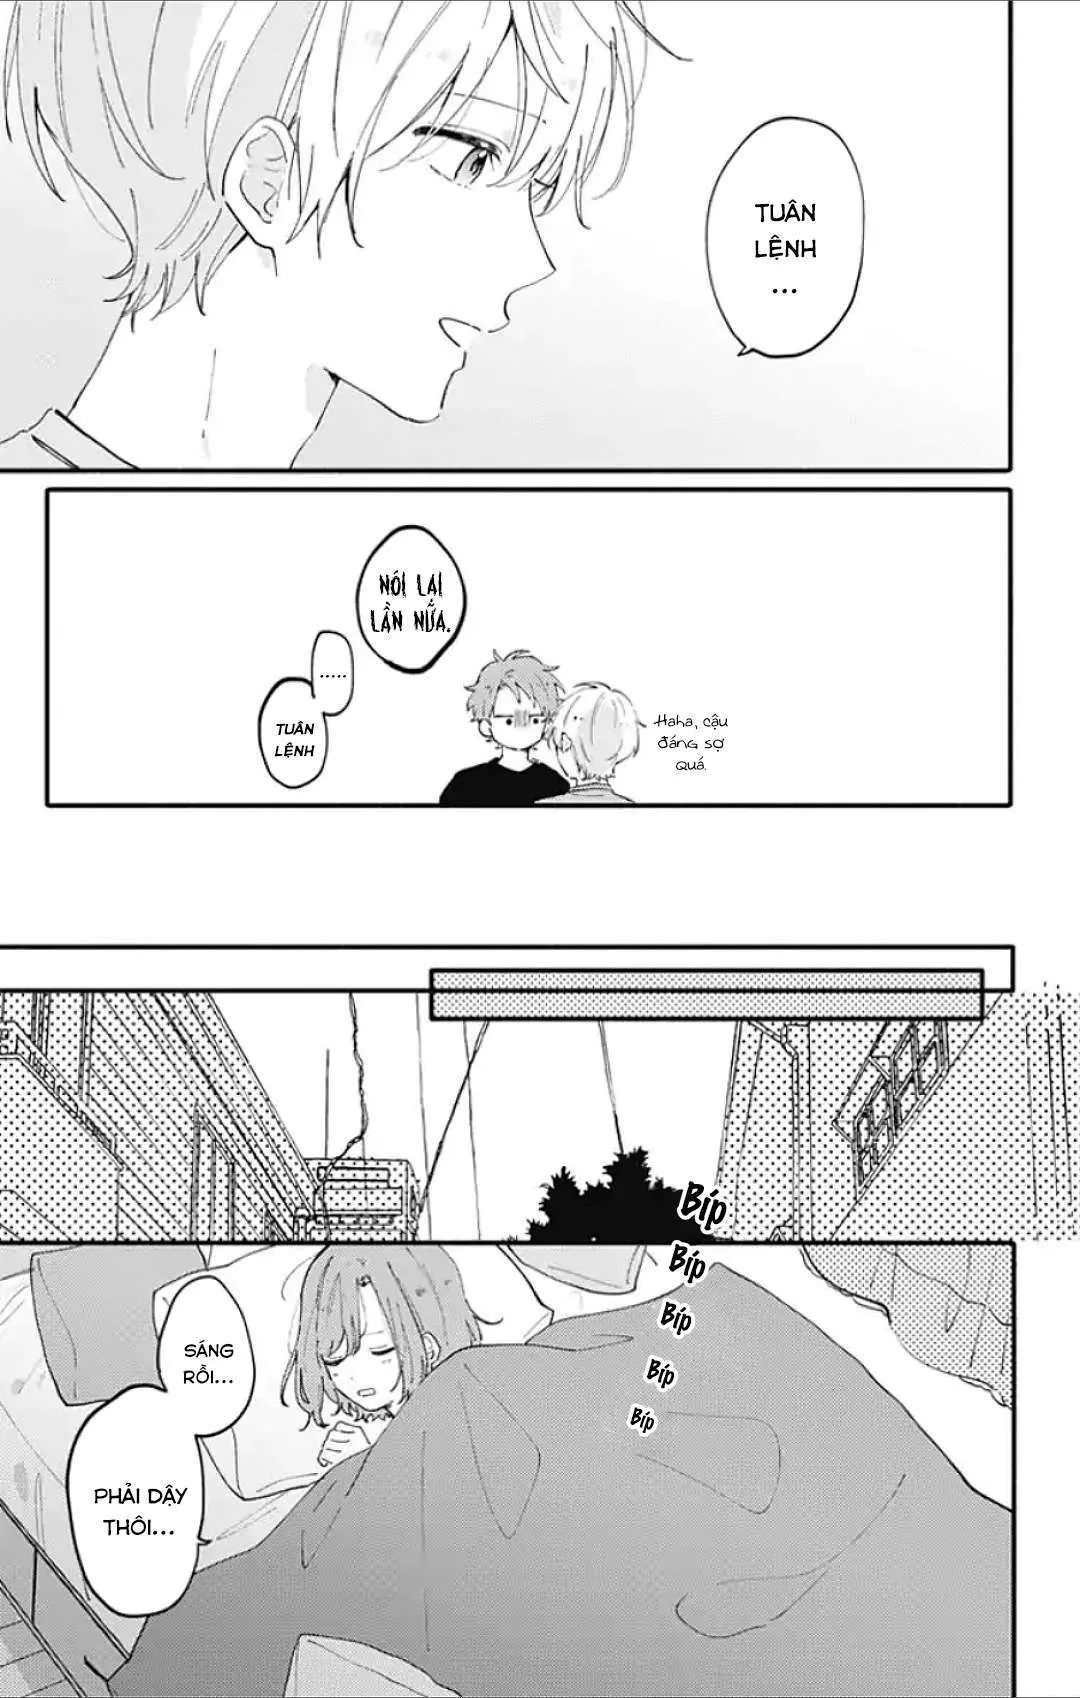 TUÂN
LỆNH
...
NÓI LẠI
LẦN NỮA.
.....
TUÂN
LỆNH
Haha, cậu
đáng sợ
quá.
Bíp
Bíp
Bíp
Bíp
Bíp
SÁNG
RỒI...
PHẢI DẬY
THÔI...